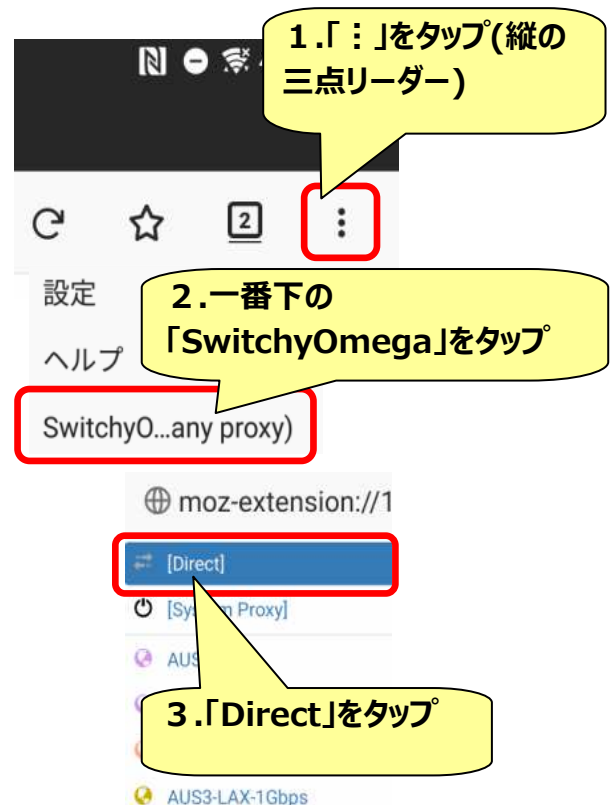 1.「︙」をタップ(縦の
三点リーダー)
2
設定
2.一番下の
「SwitchyOmega」をタップ
ヘルプ
SwitchyO...any proxy)
moz-extension://1
[Direct]
[Sy m Proxy]
AUS
3.「Direct」をタップ
AUS3-LAX-1Gbps